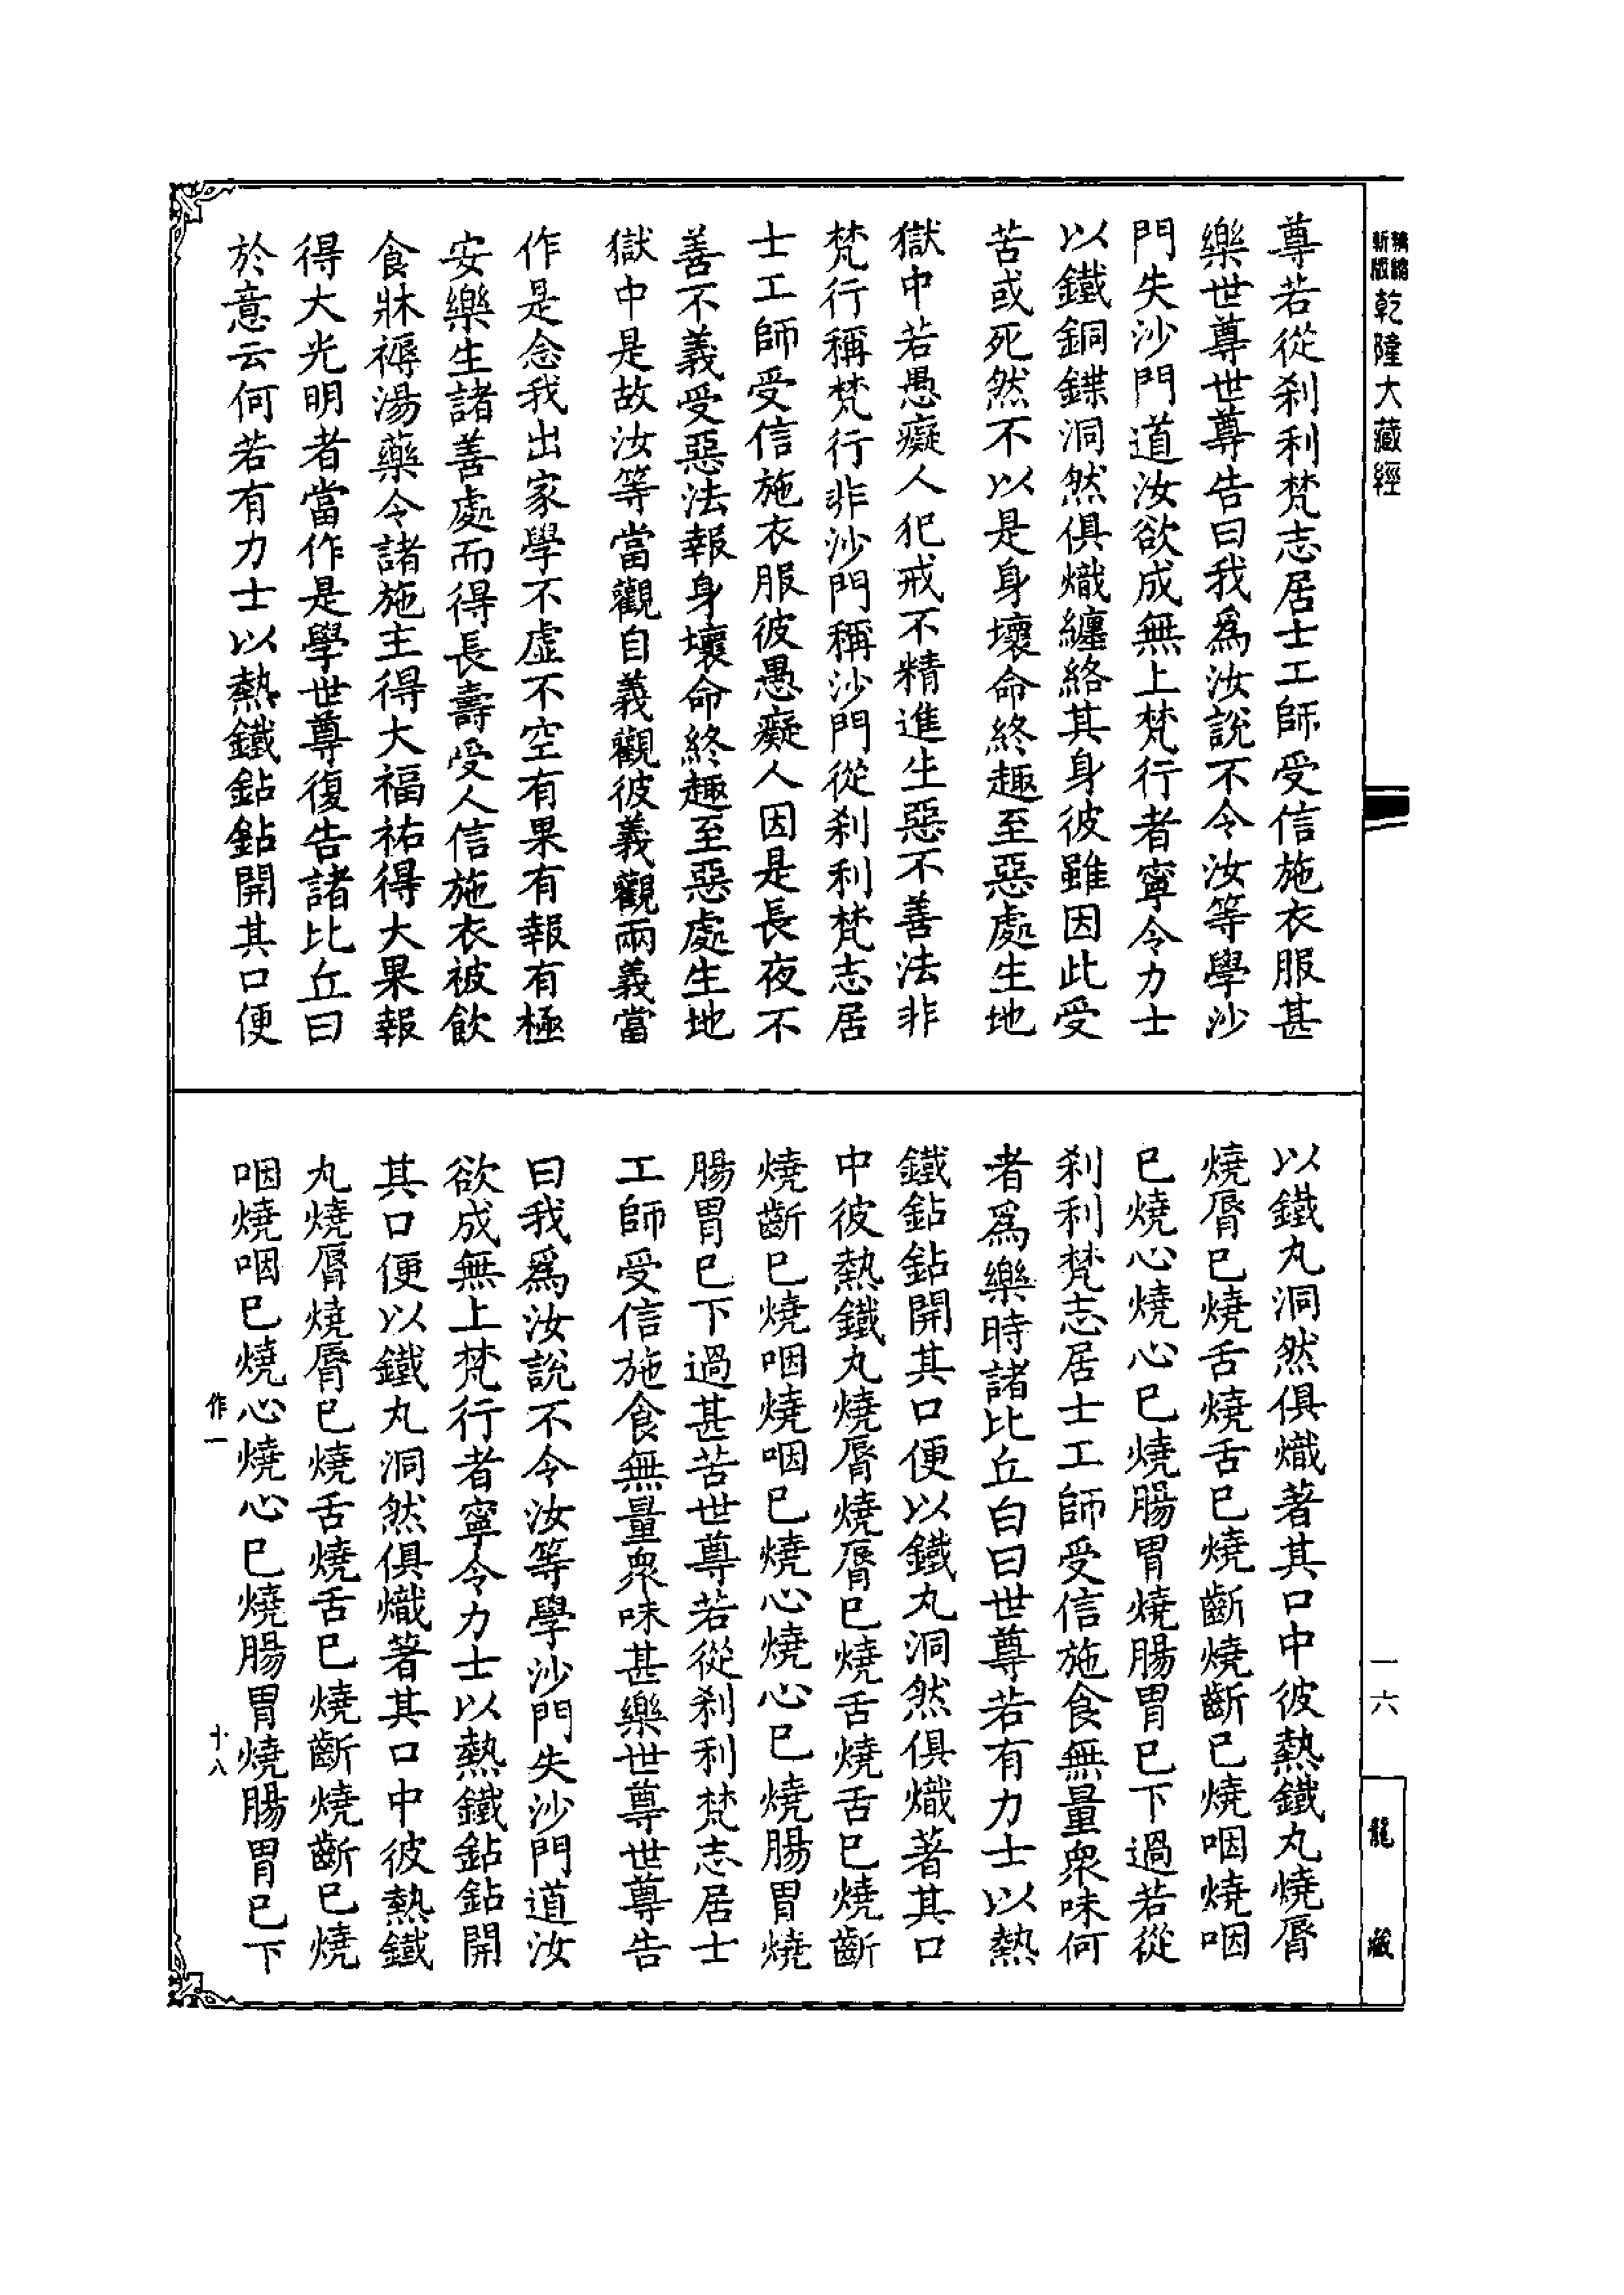 精縮
新版
乾隆大藏經
一六
龍藏
尊若從刹利梵志居士工師受信施衣服甚
樂世尊世尊告曰我爲汝說不令汝等學沙
門失沙門道汝欲成無上梵行者寧令力士
以鐵銅鍱洞然俱熾纏絡其身彼雖因此受
苦或死然不以是身壞命終趣至惡處生地
獄中若愚癡人犯戒不精進生惡不善法非
梵行稱梵行非沙門稱沙門從刹利梵志居
士工師受信施衣服彼愚癡人因是長夜不
善不義受惡法報身壞命終趣至惡處生地
獄中是故汝等當觀自義觀彼義觀兩義當
作是念我出家學不虛不空有果有報有極
安樂生諸善處而得長壽受人信施衣被飲
食牀褥湯藥令諸施主得大福祐得大果報
得大光明者當作是學世尊復告諸比丘曰
於意云何若有力士以熱鐵鉆鉆開其口便
以鐵丸洞然俱熾著其口中彼熱鐵丸燒脣
燒脣已燒舌燒舌已燒齗燒齗已燒咽燒咽
已燒心燒心已燒腸胃燒腸胃已下過若從
刹利梵志居士工師受信施食無量衆味何
者爲樂時諸比丘白曰世尊若有力士以熱
鐵鉆鉆開其口便以鐵丸洞然俱熾著其口
中彼熱鐵丸燒脣燒脣已燒舌燒舌已燒齗
燒齗已燒咽燒咽已燒心燒心已燒腸胃燒
腸胃已下過甚苦世尊若從刹利梵志居士
工師受信施食無量衆味甚樂世尊世尊告
曰我爲汝說不令汝等學沙門失沙門道汝
欲成無上梵行者寧令力士以熱鐵鉆鉆開
其口便以鐵丸洞然俱熾著其口中彼熱鐵
丸燒脣燒脣已燒舌燒舌已燒齗燒齗已燒
咽燒咽已燒心燒心已燒腸胃燒腸胃已下
作一
十八